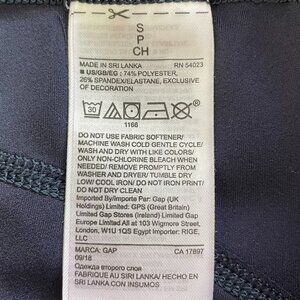 S
P
CH
MADE IN SRI LANKA RN 54023
• US/GB/EG : 74% POLYESTER,
26% SPANDEX/ELASTANE, EXCLUSIVE
OF DECORATION
30
1166
DO NOT USE FABRIC SOFTENER/
MACHINE WASH COLD GENTLE CYCLE/
WASH AND DRY WITH LIKE COLORS/
ONLY NON-CHLORINE BLEACH WHEN
NEEDED/ REMOVE PROMPTLY FROM
WASHER AND DRYER/ TUMBLE DRY
LOW/ COOL IRON/ DO NOT IRON PRINT/
DO NOT DRY CLEAN
Imported By/Importe Par: Gap (UK
Holdings) Limited: GPS (Great Britain)
Limited Gap Stores (Ireland) Limited Gap
Europe Limited All at 103 Wigmore Street,
London, W1U 1QS Egypt Importer: RIGE,
LLC
MARCA: GAP CA 17897
09/18
Одежда второго слоя
FABRIQUE AU SRI LANKA/ HECHO EN
SRI LANKA